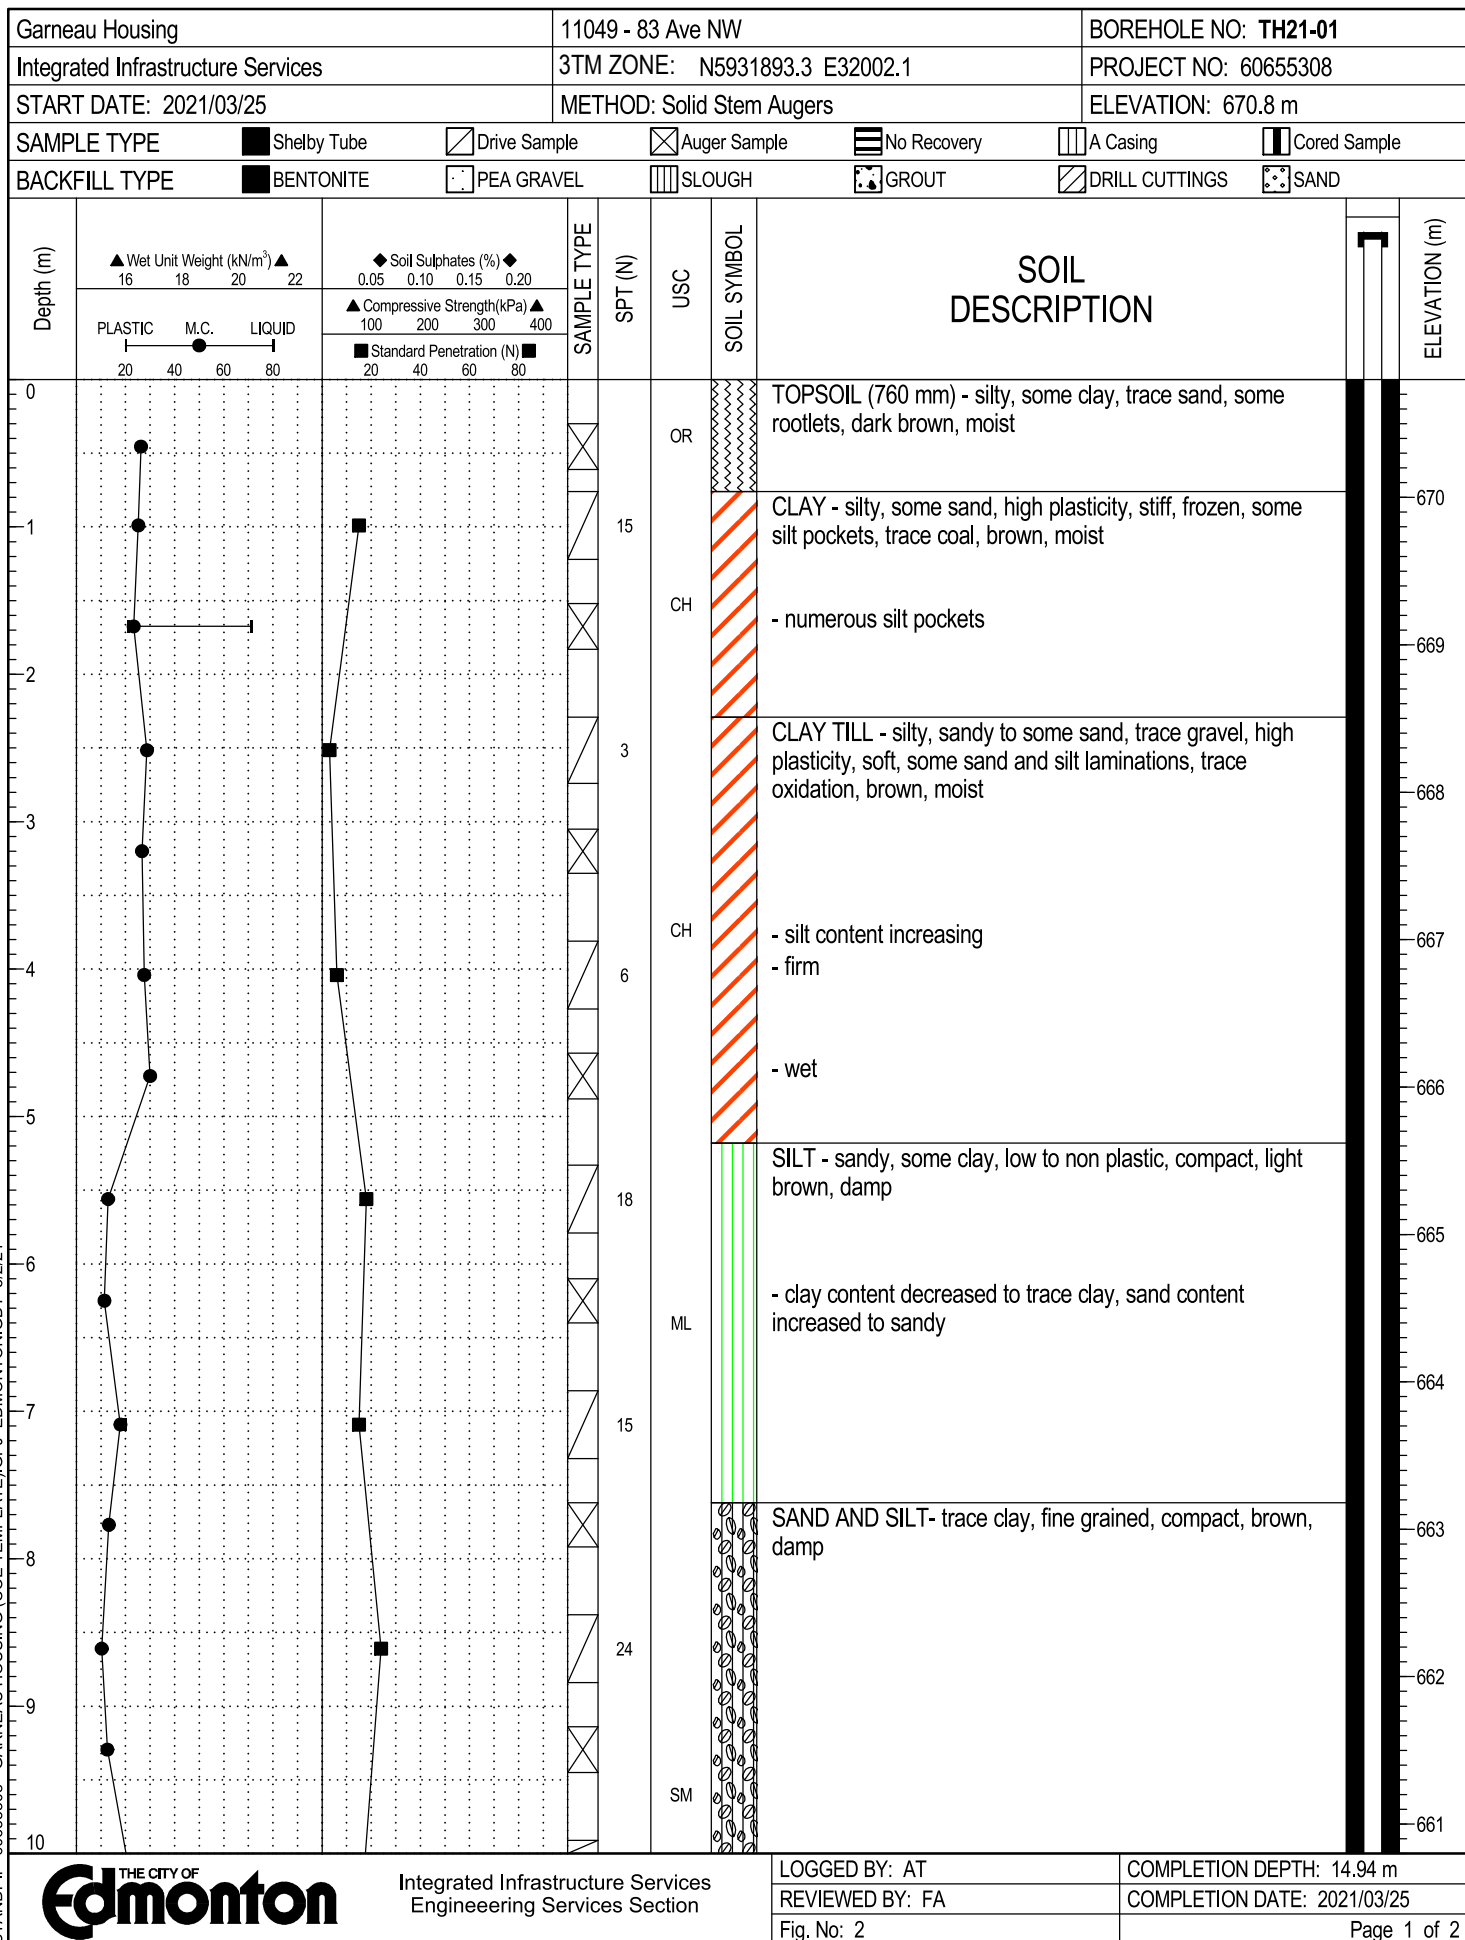 Garneau Housing
11049 - 83 Ave NW
BOREHOLE NO: TH21-01
Integrated Infrastructure Services
3TM ZONE: N5931893.3 E32002.1
PROJECT NO: 60655308
START DATE: 2021/03/25
METHOD: Solid Stem Augers
ELEVATION: 670.8 m
SAMPLE TYPE
Shelby Tube
Drive Sample
Auger Sample
No Recovery
A Casing
Cored Sample
BACKFILL TYPE
BENTONITE
PEA GRAVEL
SLOUGH
GROUT
DRILL CUTTINGS
SAND
Depth (m)
▲ Wet Unit Weight (kN/m³) ▲
16 18 20 22
PLASTIC M.C. LIQUID
20 40 60 80
◆ Soil Sulphates (%) ◆
0.05 0.10 0.15 0.20
▲ Compressive Strength(kPa) ▲
100 200 300 400
■ Standard Penetration (N) ■
20 40 60 80
SAMPLE TYPE
SPT (N)
USC
SOIL SYMBOL
SOIL
DESCRIPTION
ELEVATION (m)
0
1
2
3
4
5
6
7
8
9
10
15
3
6
18
15
24
OR
CH
CH
ML
SM
TOPSOIL (760 mm) - silty, some clay, trace sand, some
rootlets, dark brown, moist
CLAY - silty, some sand, high plasticity, stiff, frozen, some
silt pockets, trace coal, brown, moist
- numerous silt pockets
CLAY TILL - silty, sandy to some sand, trace gravel, high
plasticity, soft, some sand and silt laminations, trace
oxidation, brown, moist
- silt content increasing
- firm
- wet
SILT - sandy, some clay, low to non plastic, compact, light
brown, damp
- clay content decreased to trace clay, sand content
increased to sandy
SAND AND SILT- trace clay, fine grained, compact, brown,
damp
670
669
668
667
666
665
664
663
662
661
THE CITY OF
Edmonton
Integrated Infrastructure Services
Engineeering Services Section
LOGGED BY: AT
COMPLETION DEPTH: 14.94 m
REVIEWED BY: FA
COMPLETION DATE: 2021/03/25
Fig. No: 2
Page 1 of 2